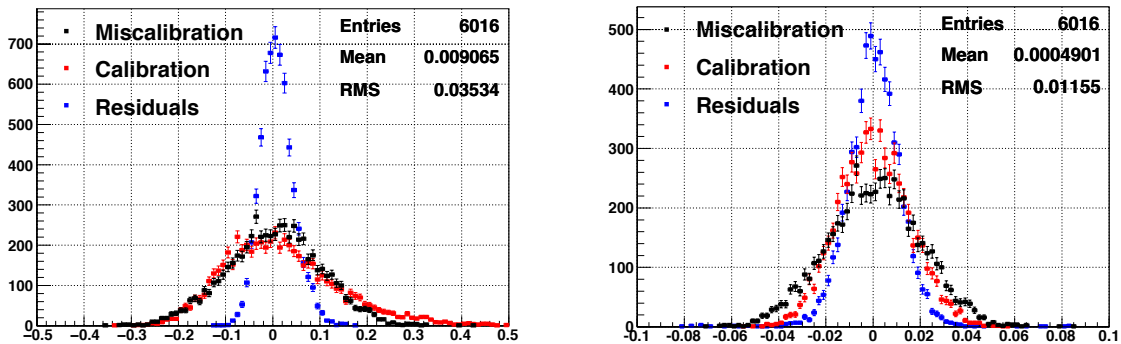 Miscalibration
Calibration
Residuals
Entries 6016
Mean 0.009065
RMS 0.03534
700
600
500
400
300
200
100
0
-0.5 -0.4 -0.3 -0.2 -0.1 0 0.1 0.2 0.3 0.4 0.5
Miscalibration
Calibration
Residuals
Entries 6016
Mean 0.0004901
RMS 0.01155
500
400
300
200
100
0
-0.1 -0.08 -0.06 -0.04 -0.02 0 0.02 0.04 0.06 0.08 0.1